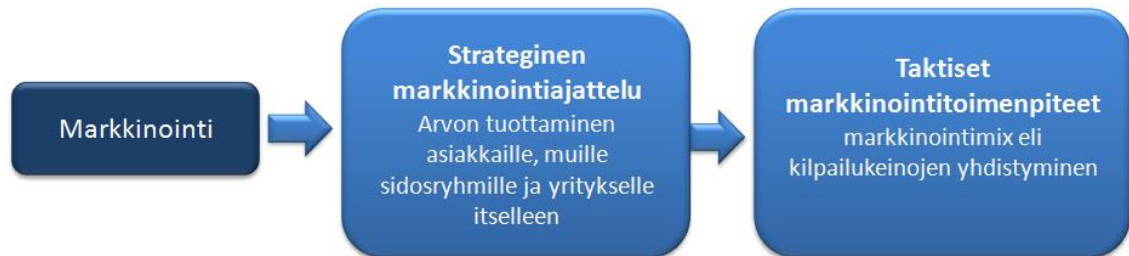 Markkinointi
Strateginen
markkinointiajattelu
Arvon tuottaminen
asiakkaille, muille
sidosryhmille ja yritykselle
itselleen
Taktiset
markkinointitoimenpiteet
markkinointimix eli
kilpailukeinojen yhdistyminen